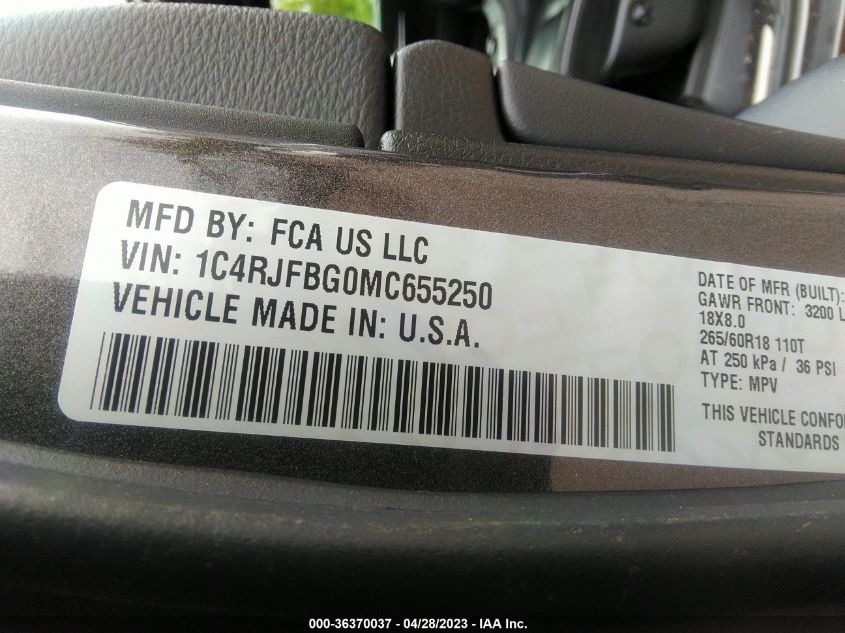 MFD BY: FCA US LLC
VIN: 1C4RJFBG0MC655250
VEHICLE MADE IN: U.S.A.
DATE OF MFR (BUILT):
GAWR FRONT: 3200 L
18X8.0
265/60R18 110T
AT 250 kPa / 36 PSI
TYPE: MPV
THIS VEHICLE CONFO
STANDARDS
000-36370037 - 04/28/2023 - IAA Inc.